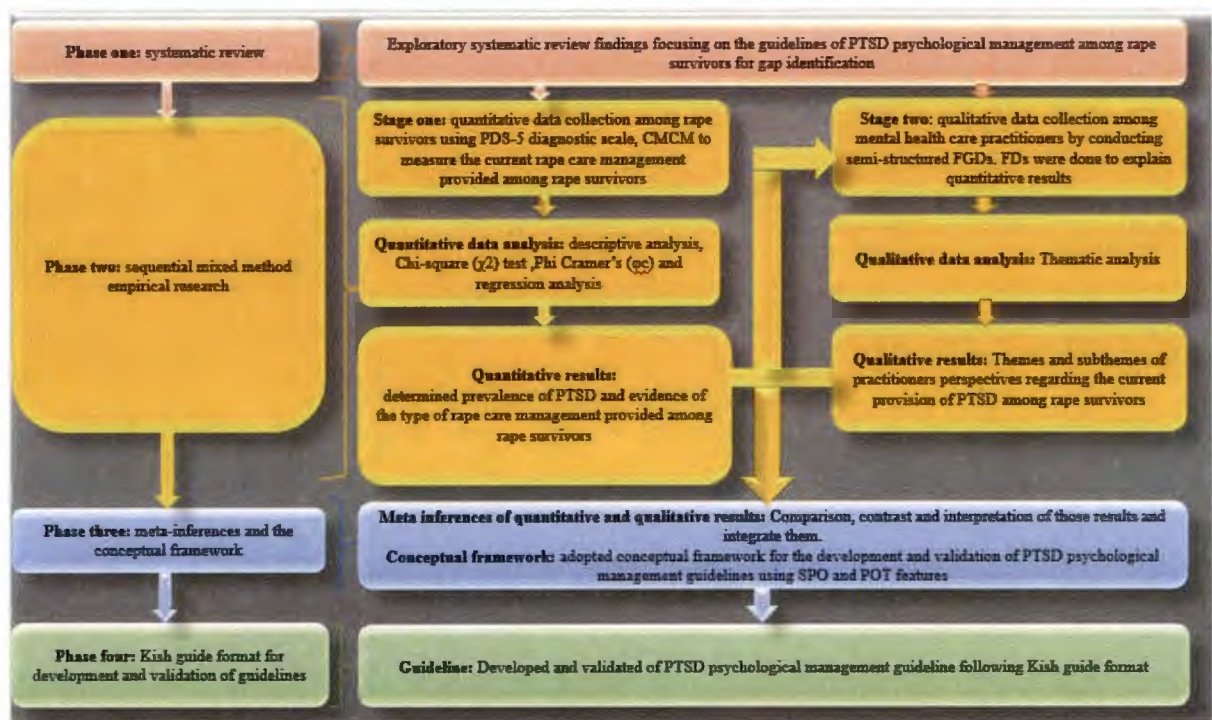 Phase one: systematic review
Exploratory systematic review findings focusing on the guidelines of PTSD psychological management among rape
survivors for gap identification
Phase two: sequential mixed method
empirical research
Stage one: quantitative data collection among rape
survivors using PDS-5 diagnostic scale, CMCM to
measure the current rape care management
provided among rape survivors
Stage two: qualitative data collection among
mental health care practitioners by conducting
semi-structured FGDs. FDs were done to explain
quantitative results
Quantitative data analysis: descriptive analysis,
Chi-square (χ2) test ,Phi Cramer's (φc) and
regression analysis
Qualitative data analysis: Thematic analysis
Quantitative results:
determined prevalence of PTSD and evidence of
the type of rape care management provided among
rape survivors
Qualitative results: Themes and subthemes of
practitioners perspectives regarding the current
provision of PTSD among rape survivors
Phase three: meta-inferences and the
conceptual framework
Meta inferences of quantitative and qualitative results: Comparison, contrast and interpretation of those results and
integrate them.
Conceptual framework: adopted conceptual framework for the development and validation of PTSD psychological
management guidelines using SPO and POT features
Phase four: Kish guide format for
development and validation of guidelines
Guideline: Developed and validated of PTSD psychological management guideline following Kish guide format